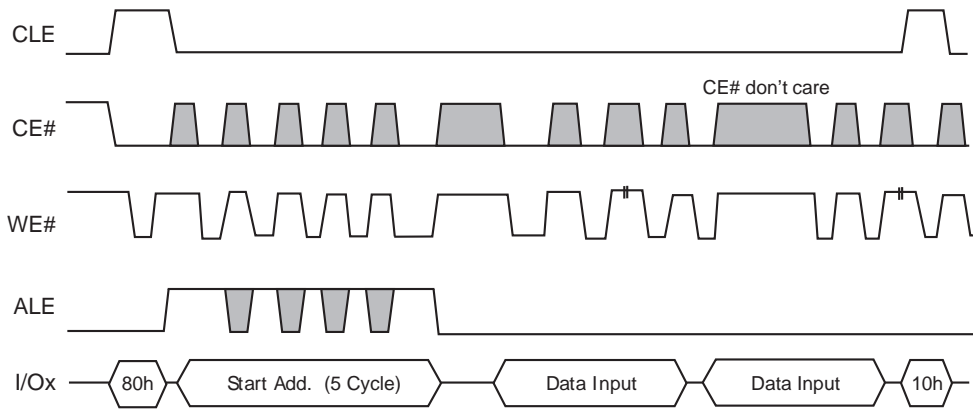 CLE
CE# don't care
CE#
WE#
ALE
I/Ox
80h
Start Add. (5 Cycle)
Data Input
Data Input
10h